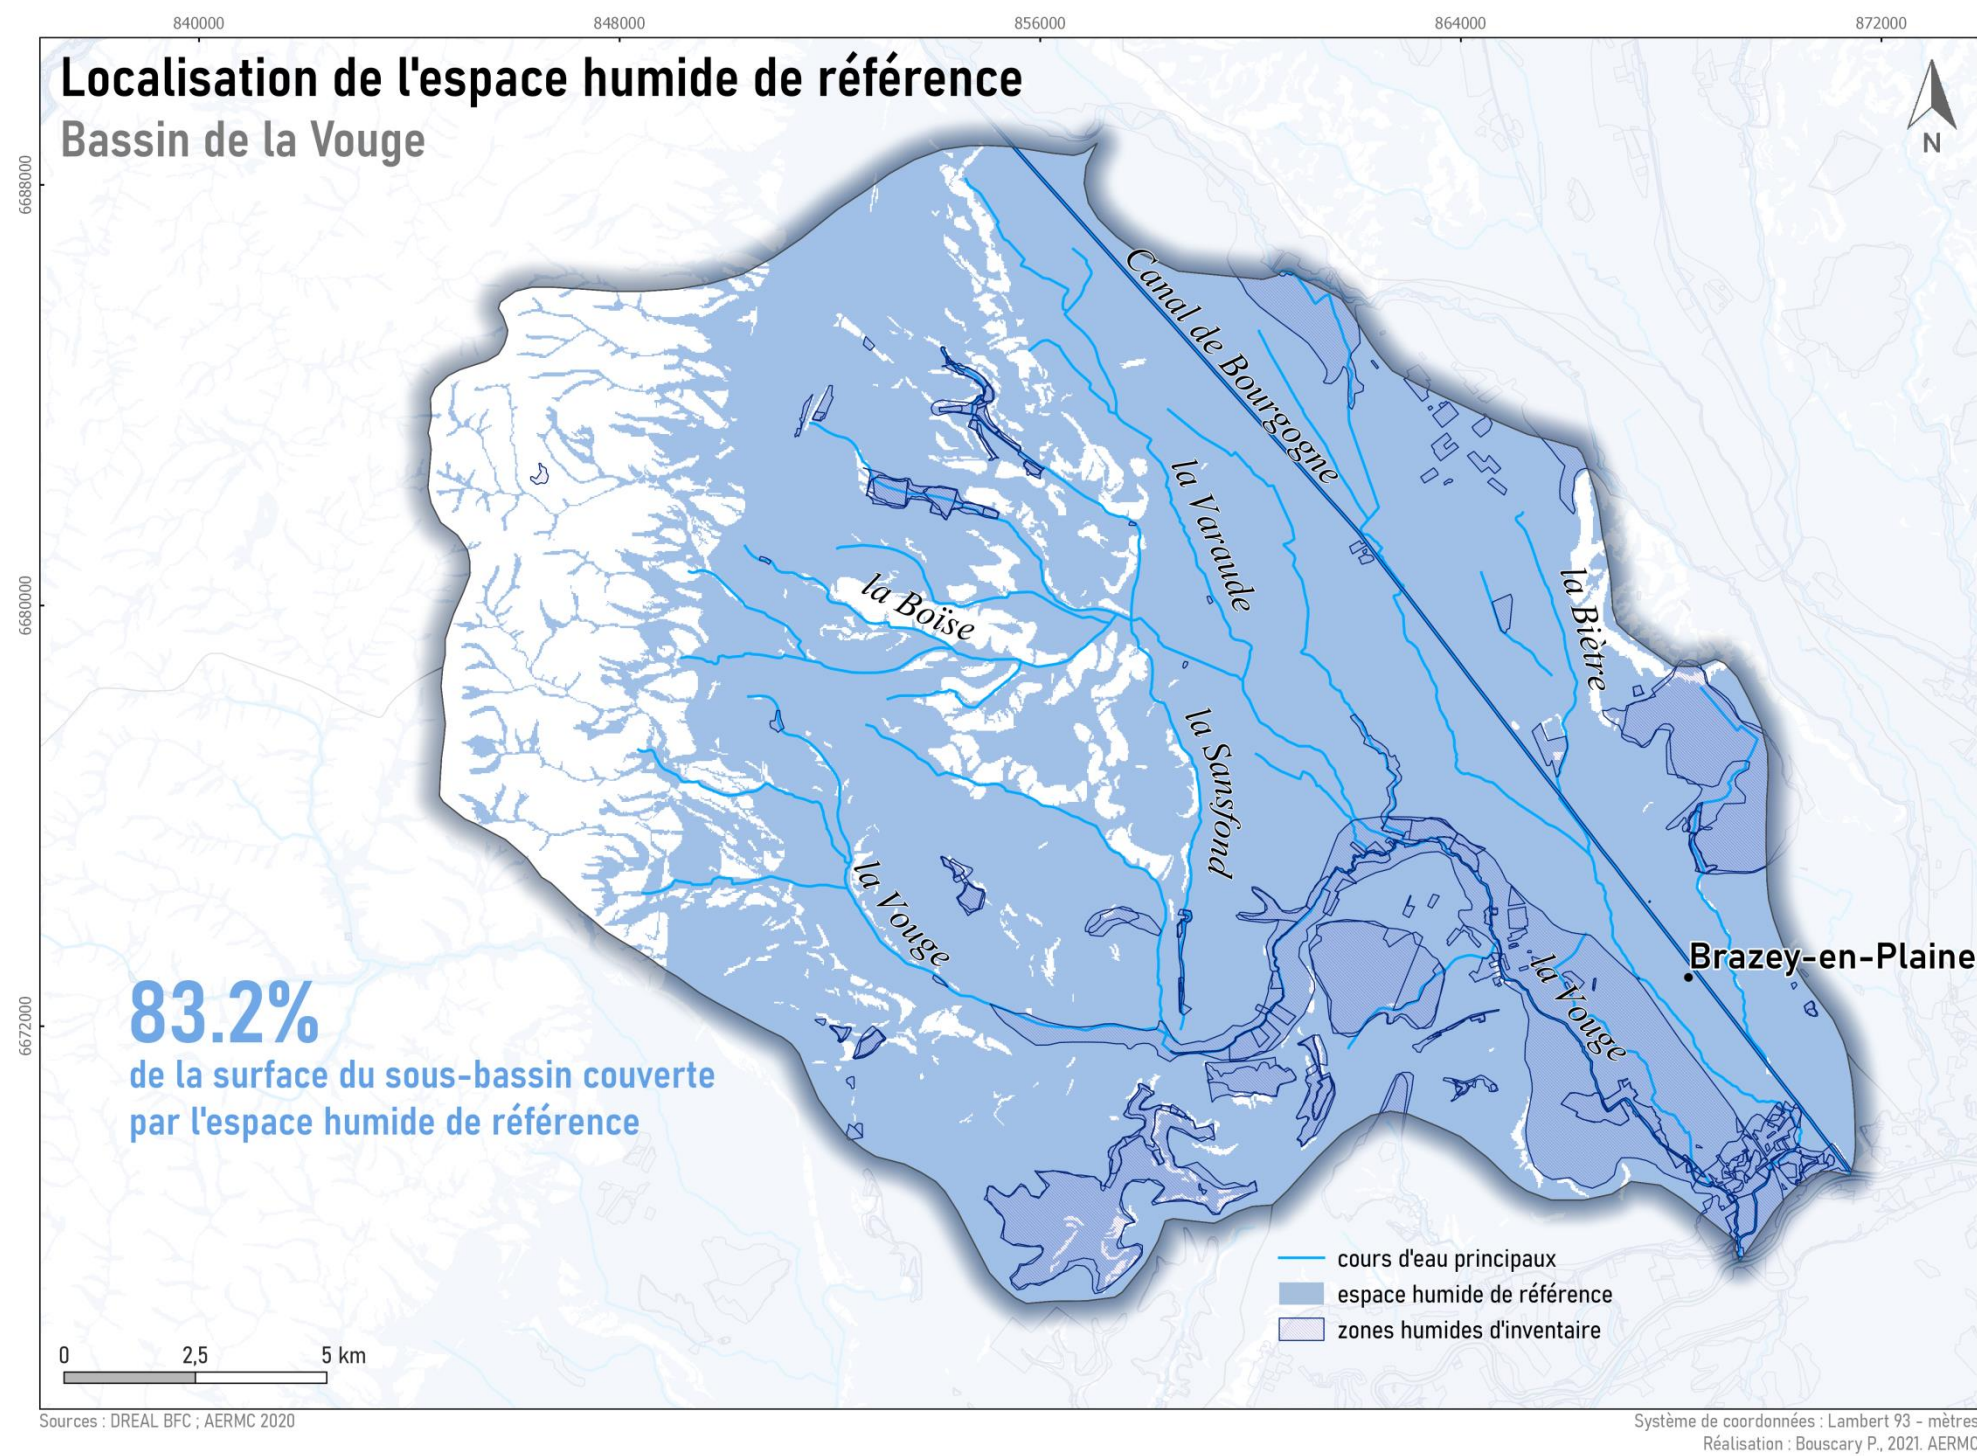 840000
848000
856000
864000
872000
Localisation de l'espace humide de référence
Bassin de la Vouge
N
6688000
6680000
6672000
Canal de Bourgogne
la Varaude
la Boïse
la Biètre
la Sansfond
la Vouge
la Vouge
Brazey-en-Plaine
83.2%
de la surface du sous-bassin couverte
par l'espace humide de référence
cours d'eau principaux
espace humide de référence
zones humides d'inventaire
0 2,5 5 km
Sources : DREAL BFC ; AERMC 2020
Système de coordonnées : Lambert 93 - mètres
Réalisation : Bouscary P., 2021. AERMC